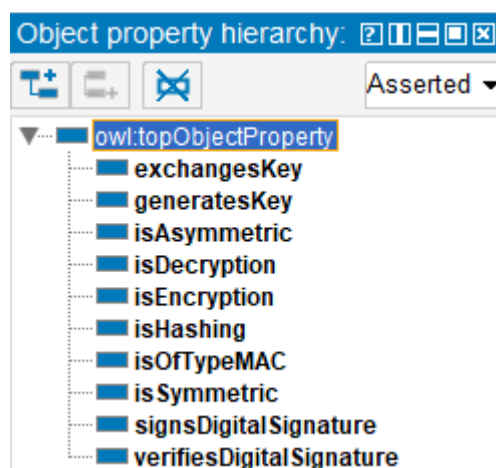 Object property hierarchy:
Asserted
owl:topObjectProperty
exchangesKey
generatesKey
isAsymmetric
isDecryption
isEncryption
isHashing
isOfTypeMAC
isSymmetric
signsDigitalSignature
verifiesDigitalSignature